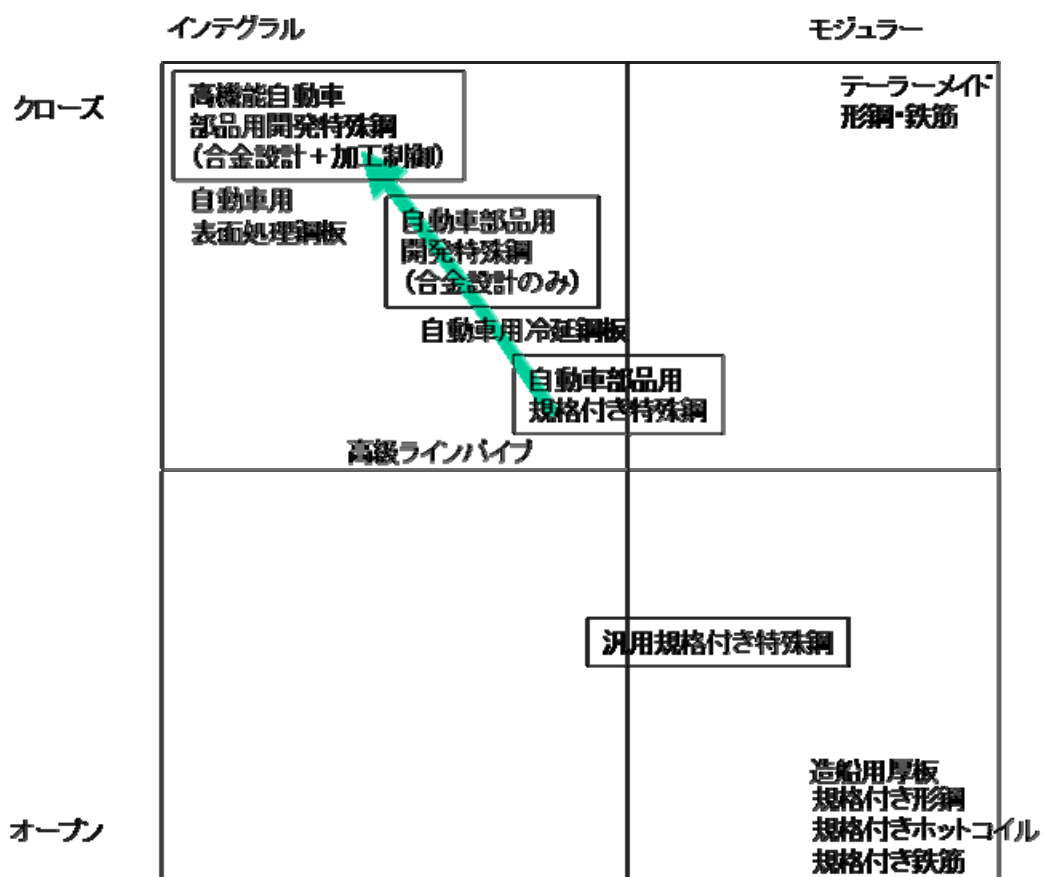 インテグラル
モジュラー
クローズ
高機能自動車
部品用開発特殊鋼
(合金設計+加工制御)
テーラーメイド
形鋼・鉄筋
自動車用
表面処理鋼板
自動車部品用
開発特殊鋼
(合金設計のみ)
自動車用冷延鋼板
自動車部品用
規格付き特殊鋼
高級ラインパイプ
汎用規格付き特殊鋼
造船用厚板
規格付き形鋼
オープン
規格付きホットコイル
規格付き鉄筋